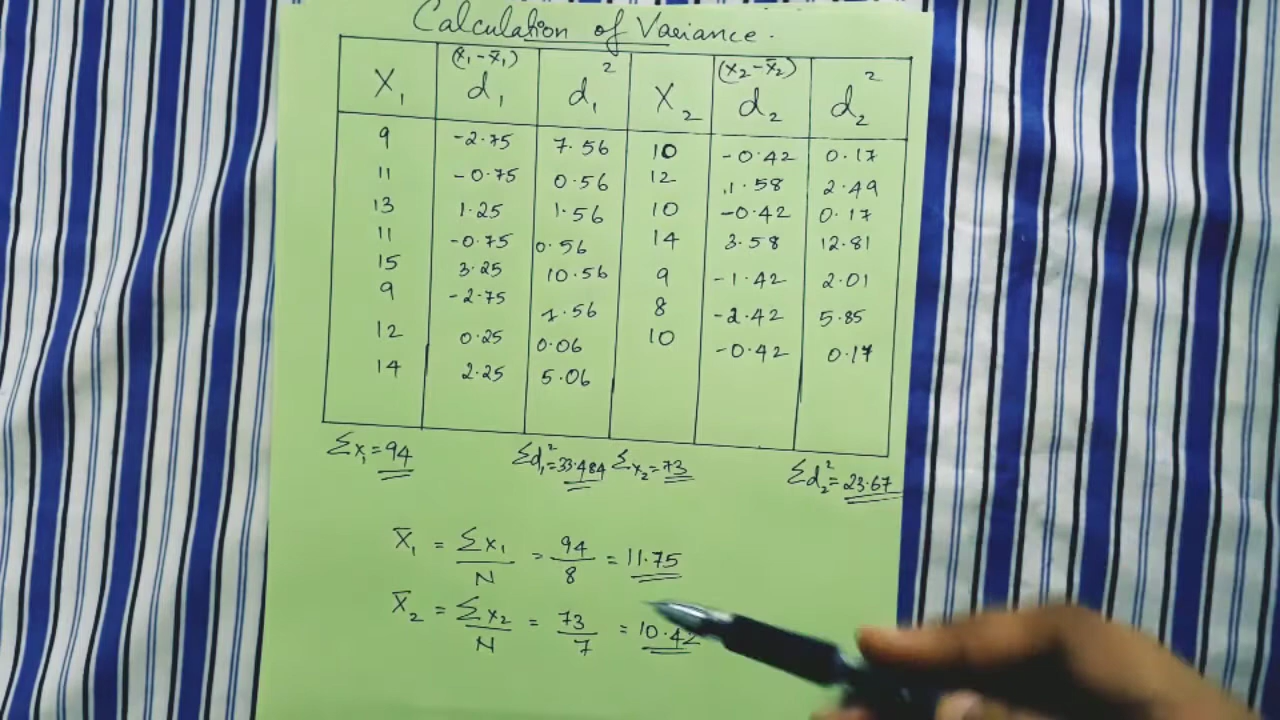 Calculation of Variance.
X₁ (x₁-x̄₁) d₁ d₁² X₂ (x₂-x̄₂) d₂ d₂²
9 -2.75 7.56 10 -0.42 0.17
11 -0.75 0.56 12 1.58 2.49
13 1.25 1.56 10 -0.42 0.17
11 -0.75 0.56 14 3.58 12.81
15 3.25 10.56 9 -1.42 2.01
9 -2.75 7.56 8 -2.42 5.85
12 0.25 0.06 10 -0.42 0.17
14 2.25 5.06
Σx₁=94 Σd₁²=33.484 Σx₂=73 Σd₂²=23.67
X̄₁ = Σx₁/N = 94/8 = 11.75
X̄₂ = Σx₂/N = 73/7 = 10.42